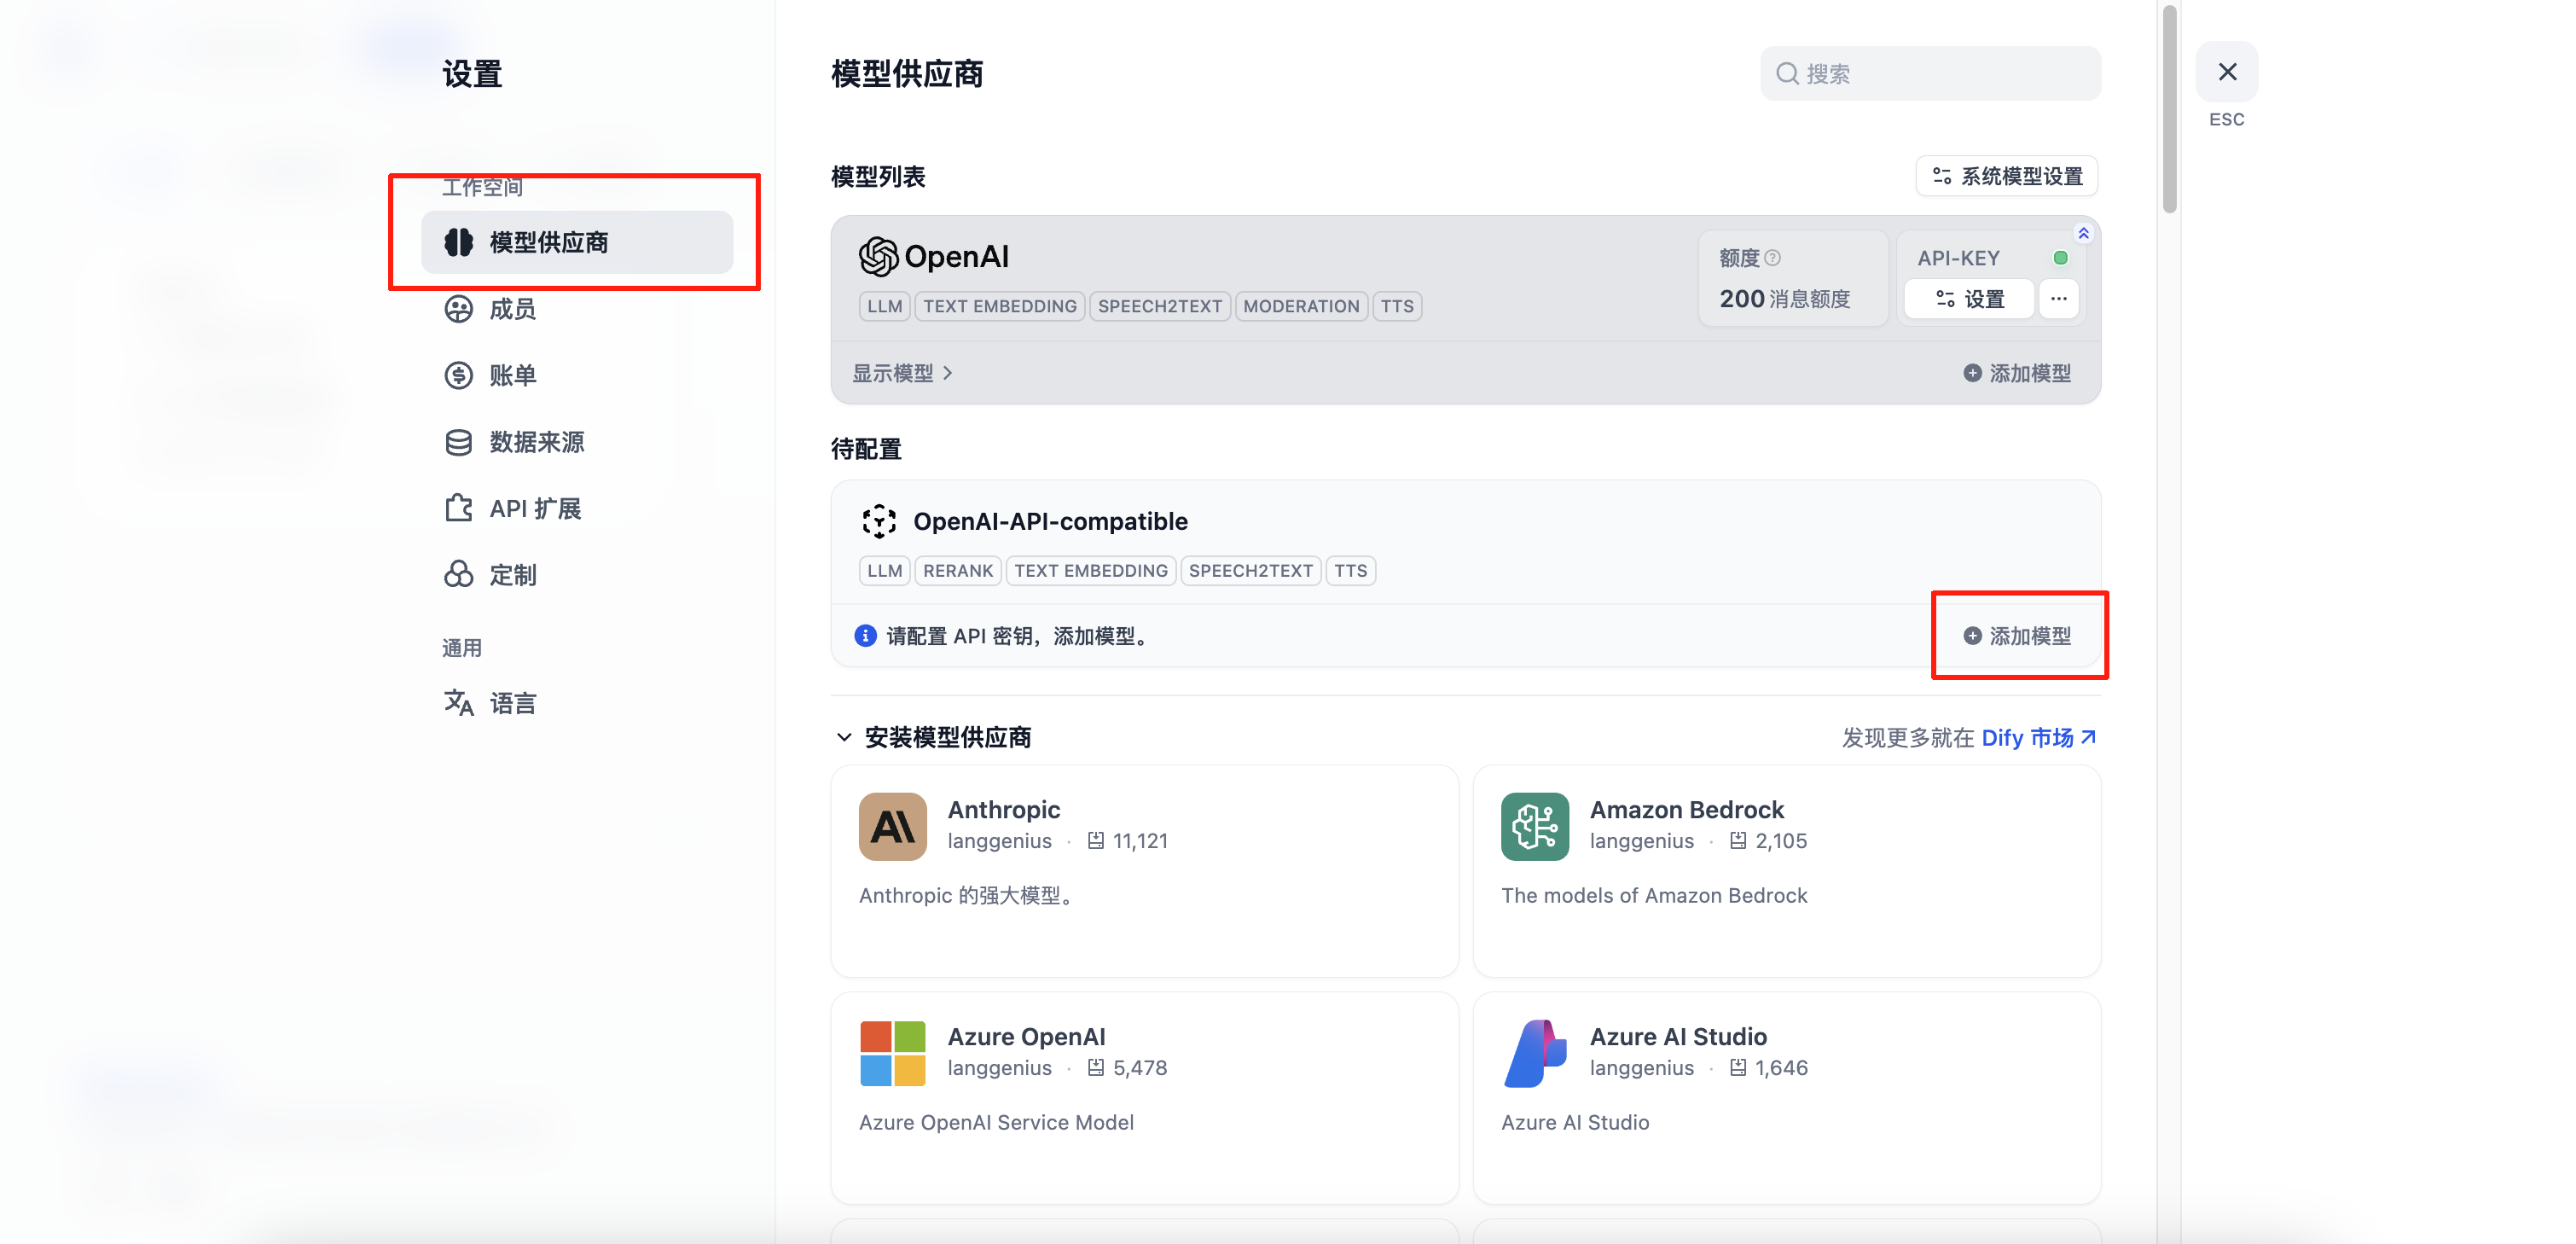 设置
工作空间
模型供应商
成员
账单
数据来源
API 扩展
定制
通用
语言
模型供应商
搜索
ESC
模型列表
系统模型设置
OpenAI
LLM TEXT EMBEDDING SPEECH2TEXT MODERATION TTS
额度
200 消息额度
API-KEY
设置
显示模型
添加模型
待配置
OpenAI-API-compatible
LLM RERANK TEXT EMBEDDING SPEECH2TEXT TTS
请配置 API 密钥，添加模型。
添加模型
安装模型供应商
发现更多就在 Dify 市场
Anthropic
langgenius · 11,121
Anthropic 的强大模型。
Amazon Bedrock
langgenius · 2,105
The models of Amazon Bedrock
Azure OpenAI
langgenius · 5,478
Azure OpenAI Service Model
Azure AI Studio
langgenius · 1,646
Azure AI Studio